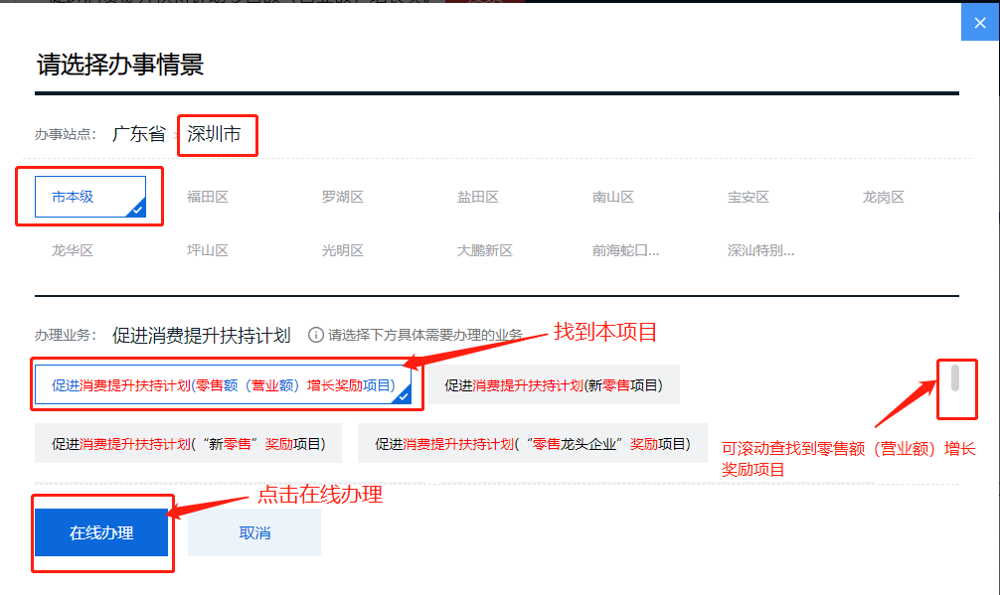 请选择办事情景
办事站点： 广东省 > 深圳市
市本级 福田区 罗湖区 盐田区 南山区 宝安区 龙岗区
龙华区 坪山区 光明区 大鹏新区 前海蛇口... 深汕特别...
办理业务： 促进消费提升扶持计划 请选择下方具体需要办理的业务
找到本项目
促进消费提升扶持计划(零售额（营业额）增长奖励项目) 促进消费提升扶持计划(新零售项目)
促进消费提升扶持计划(“新零售”奖励项目) 促进消费提升扶持计划(“零售龙头企业”奖励项目)
可滚动查找到零售额（营业额）增长
奖励项目
点击在线办理
在线办理 取消